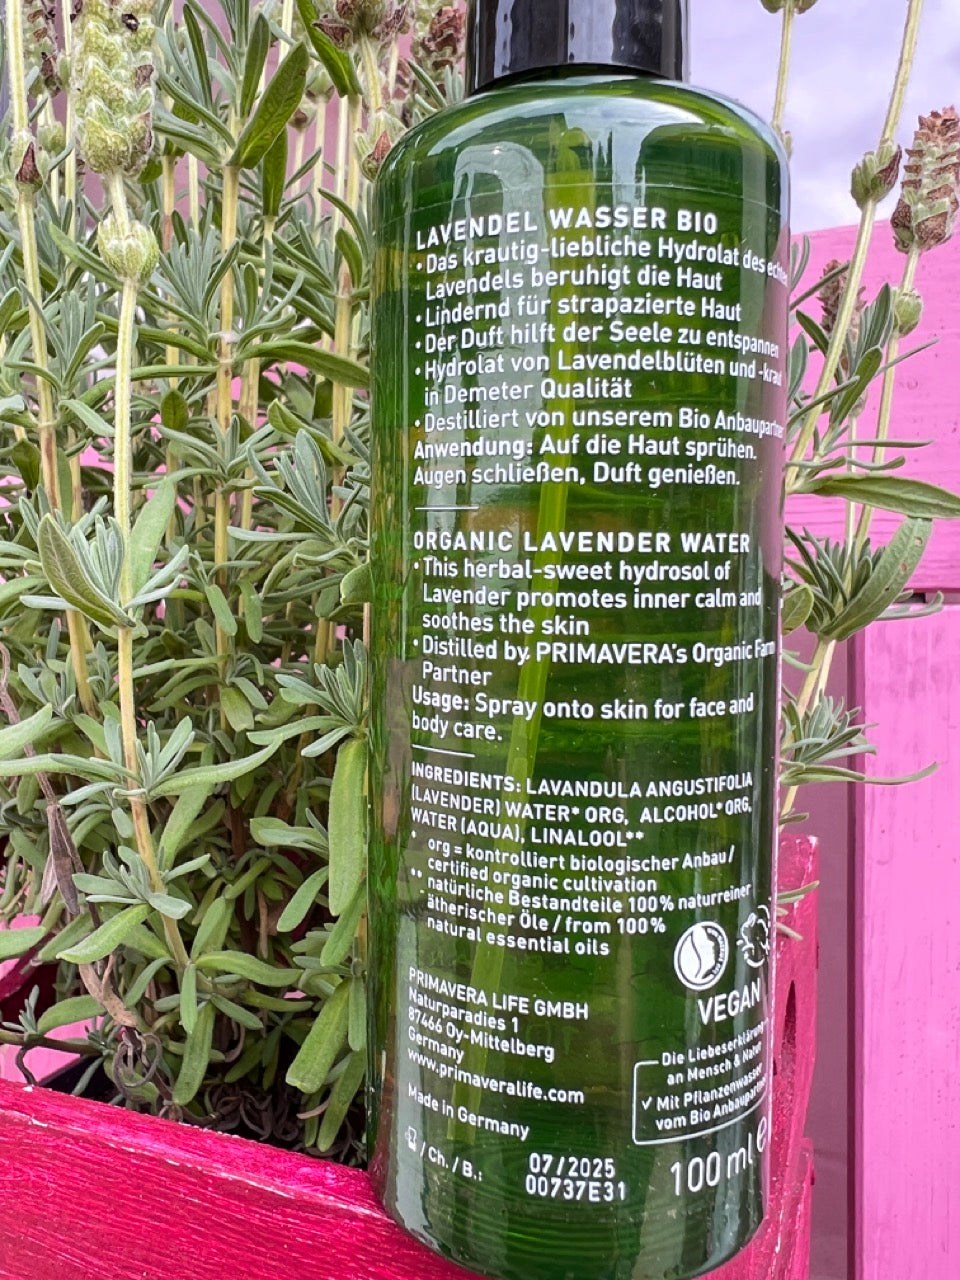 LAVENDEL WASSER BIO
• Das krautig-liebliche Hydrolat des
Lavendels beruhigt die Haut
• Lindernd für strapazierte Haut
• Der Duft hilft der Seele zu entspannen
• Hydrolat von Lavendelblüten und -kraut
in Demeter Qualität
• Destilliert von unserem Bio Anbaupartner
Anwendung: Auf die Haut sprühen.
Augen schließen, Duft genießen.
ORGANIC LAVENDER WATER
• This herbal-sweet hydrosol of
Lavender promotes inner calm and
soothes the skin
• Distilled by PRIMAVERA's Organic Farm
Partner
Usage: Spray onto skin for face and
body care.
INGREDIENTS: LAVANDULA ANGUSTIFOLIA
(LAVENDER) WATER* ORG, ALCOHOL* ORG,
WATER (AQUA), LINALOOL**
* org = kontrolliert biologischer Anbau /
certified organic cultivation
** natürliche Bestandteile 100% naturreiner
ätherischer Öle / from 100%
natural essential oils
VEGAN
PRIMAVERA LIFE GMBH
Naturparadies 1
87466 Oy-Mittelberg
Germany
www.primaveralife.com
Made in Germany
Die Liebeserklärung
an Mensch & Natur
✓ Mit Pflanzenwasser
vom Bio Anbaupartner
/ Ch. / B.:
07/2025
00737E31
100 ml e